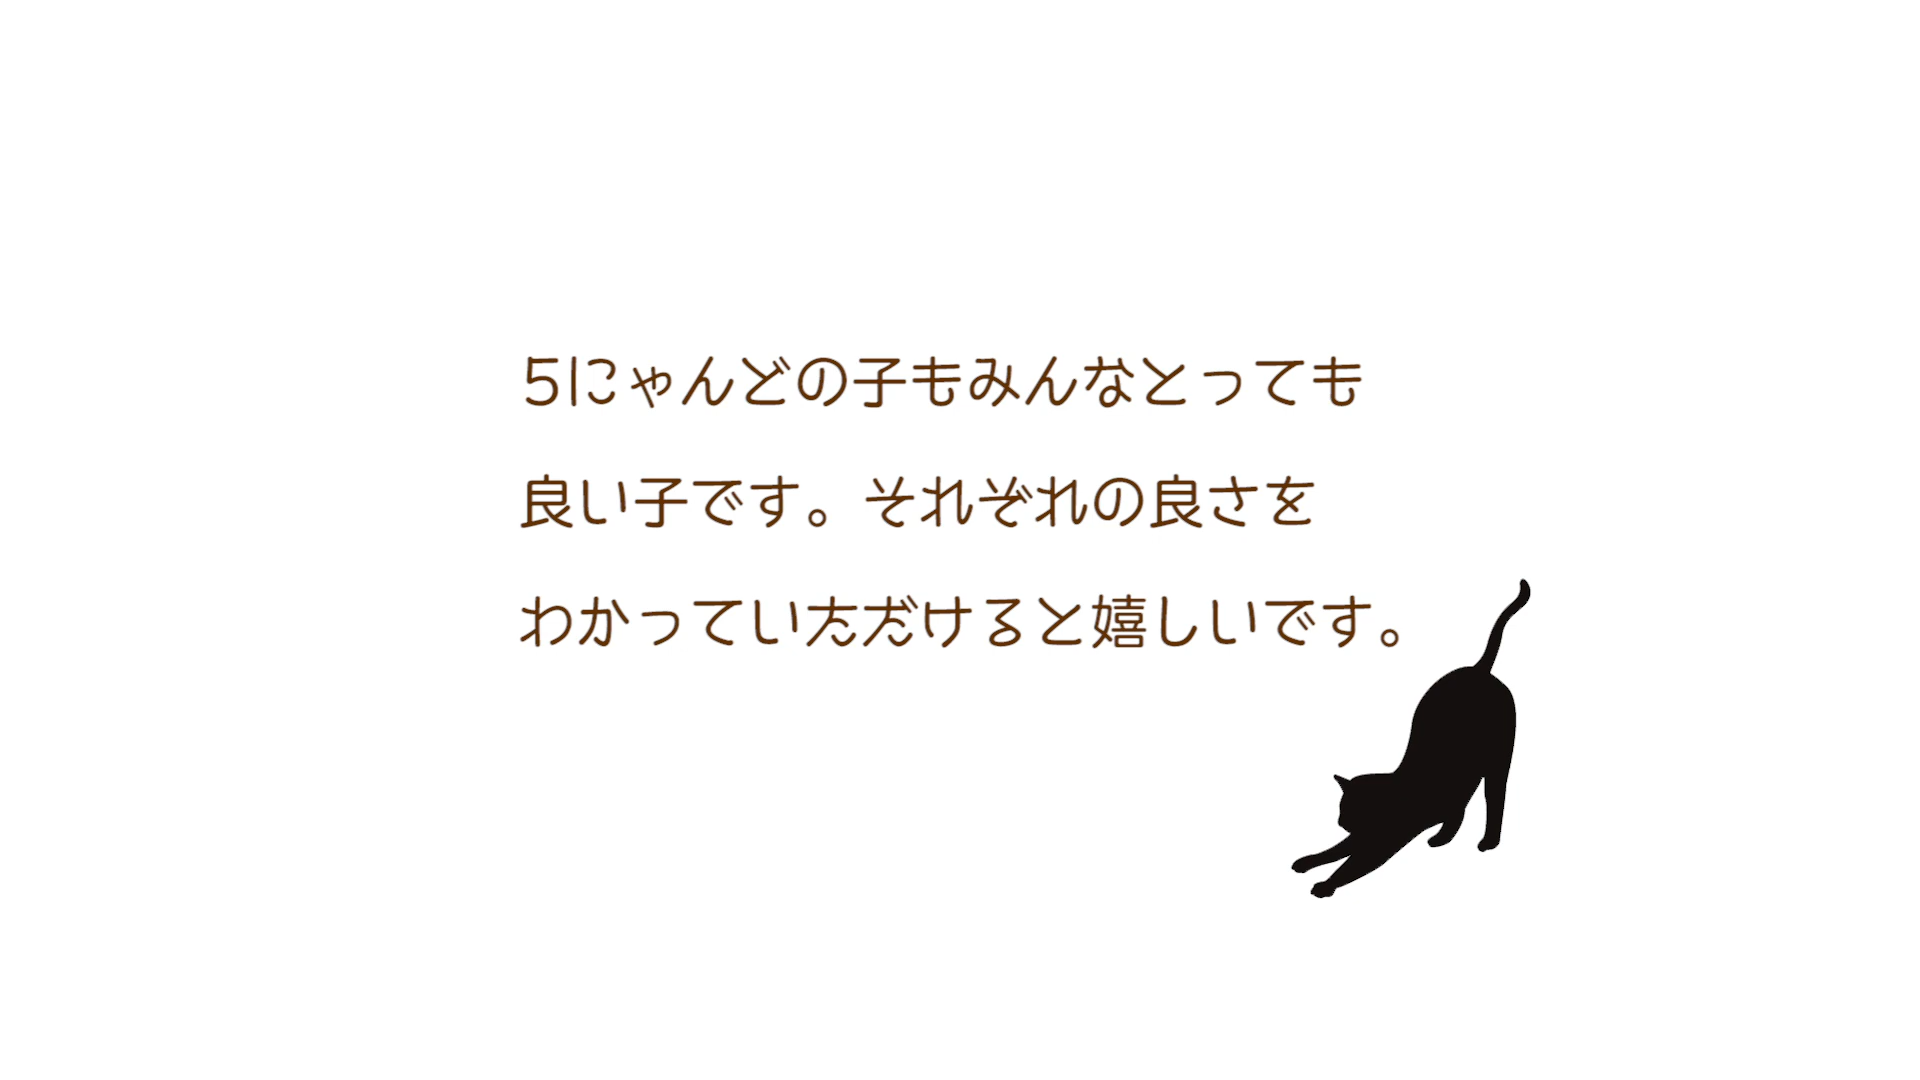 5にゃんどの子もみんなとっても
良い子です。それぞれの良さを
わかっていただけると嬉しいです。